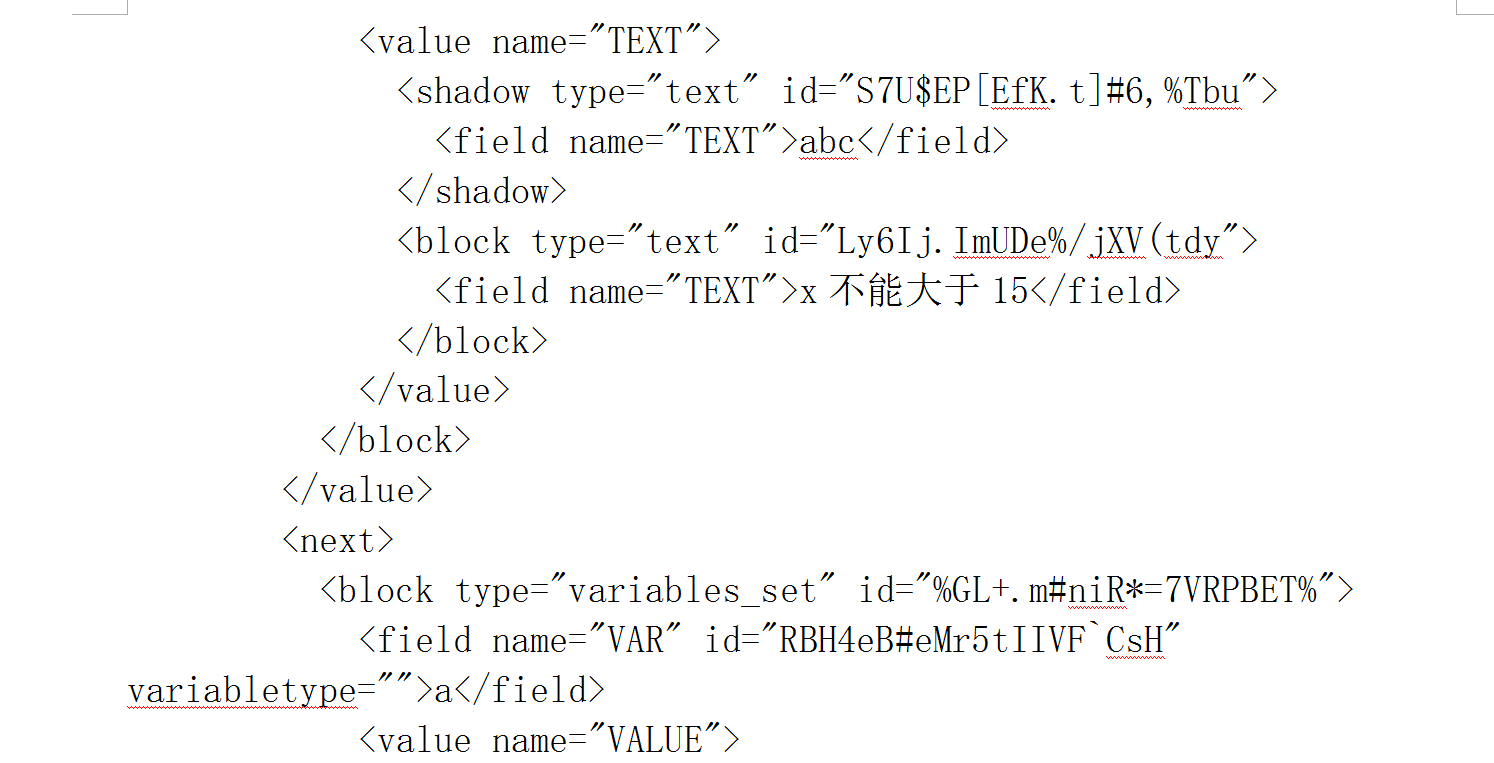 <value name="TEXT">
<shadow type="text" id="S7U$EP[EfK.t]#6,%Tbu">
<field name="TEXT">abc</field>
</shadow>
<block type="text" id="Ly6Ij.ImUDe%/jXV(tdy">
<field name="TEXT">x 不能大于 15</field>
</block>
</value>
</block>
</value>
<next>
<block type="variables_set" id="%GL+.m#niR*=7VRPBET%">
<field name="VAR" id="RBH4eB#eMr5tIIVF`CsH"
variabletype="">a</field>
<value name="VALUE">